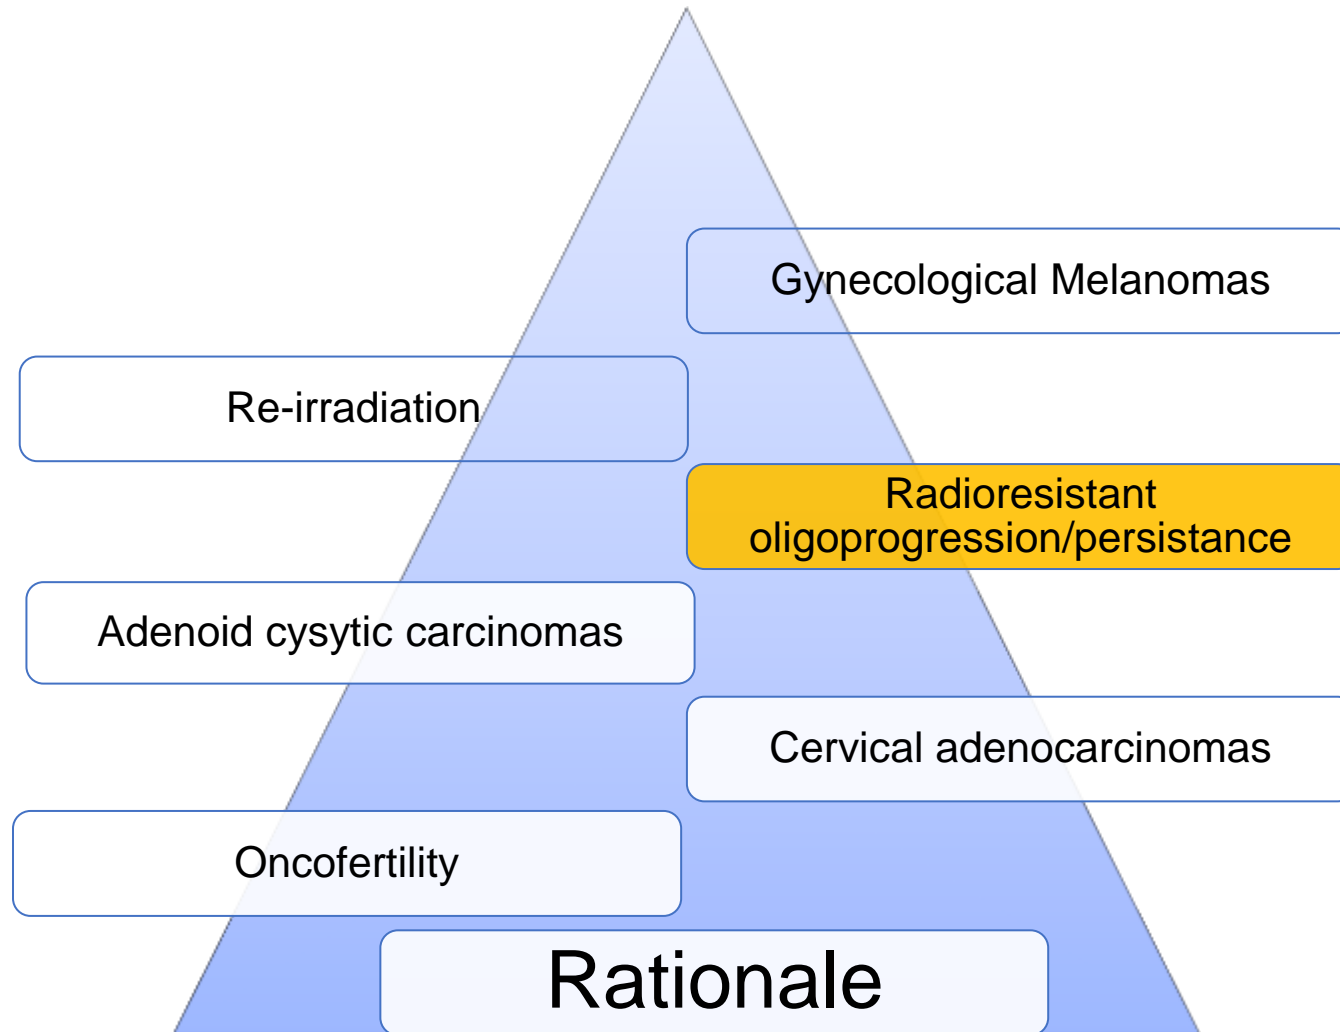 Gynecological Melanomas
Re-irradiation
Radioresistant
oligoprogression/persistance
Adenoid cysytic carcinomas
Cervical adenocarcinomas
Oncofertility
Rationale